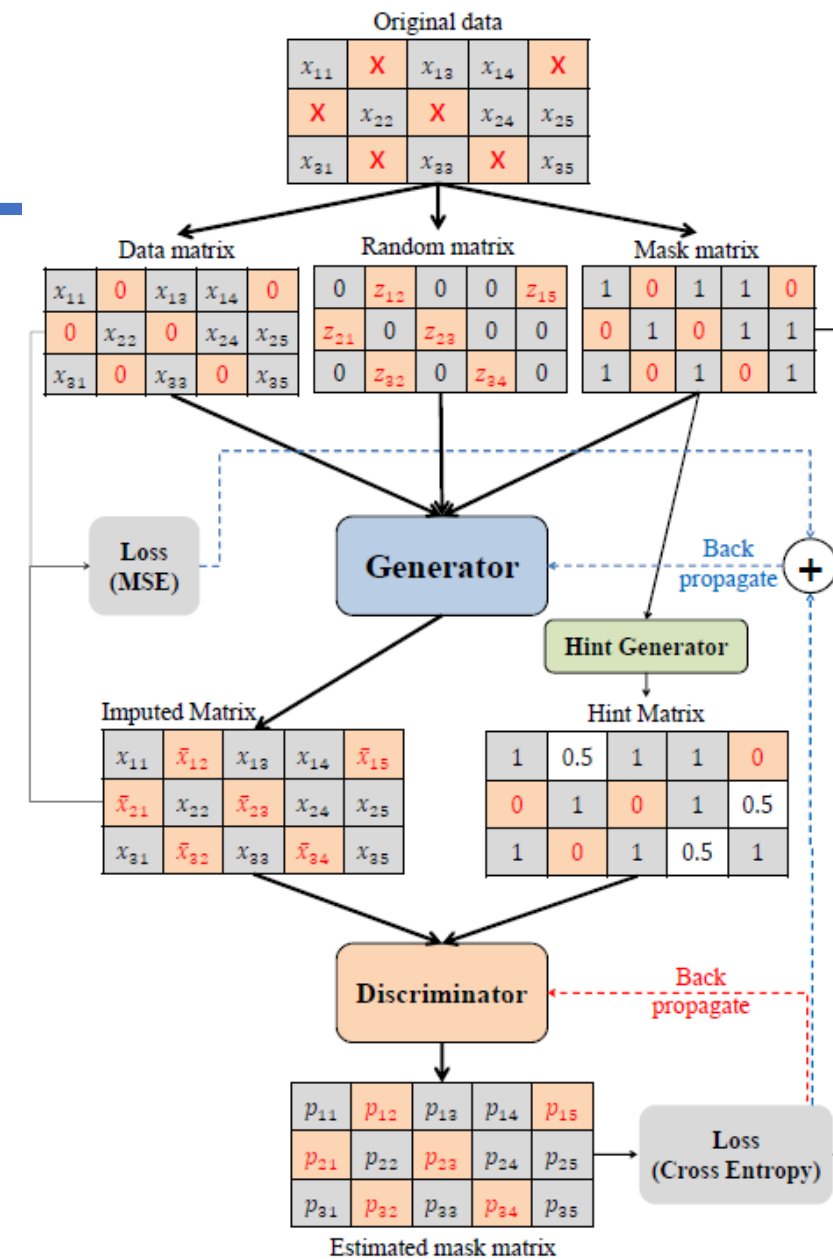 Original data
x₁₁ X x₁₃ x₁₄ X
X x₂₂ X x₂₄ x₂₅
x₃₁ X x₃₃ X x₃₅
Data matrix
x₁₁ 0 x₁₃ x₁₄ 0
0 x₂₂ 0 x₂₄ x₂₅
x₃₁ 0 x₃₃ 0 x₃₅
Random matrix
0 z₁₂ 0 0 z₁₅
z₂₁ 0 z₂₃ 0 0
0 z₃₂ 0 z₃₄ 0
Mask matrix
1 0 1 1 0
0 1 0 1 1
1 0 1 0 1
Loss
(MSE)
Generator
Back
propagate
+
Hint Generator
Imputed Matrix
x₁₁ x̄₁₂ x₁₃ x₁₄ x̄₁₅
x̄₂₁ x₂₂ x̄₂₃ x₂₄ x₂₅
x₃₁ x̄₃₂ x₃₃ x̄₃₄ x₃₅
Hint Matrix
1 0.5 1 1 0
0 1 0 1 0.5
1 0 1 0.5 1
Discriminator
Back
propagate
p₁₁ p₁₂ p₁₃ p₁₄ p₁₅
p₂₁ p₂₂ p₂₃ p₂₄ p₂₅
p₃₁ p₃₂ p₃₃ p₃₄ p₃₅
Loss
(Cross Entropy)
Estimated mask matrix